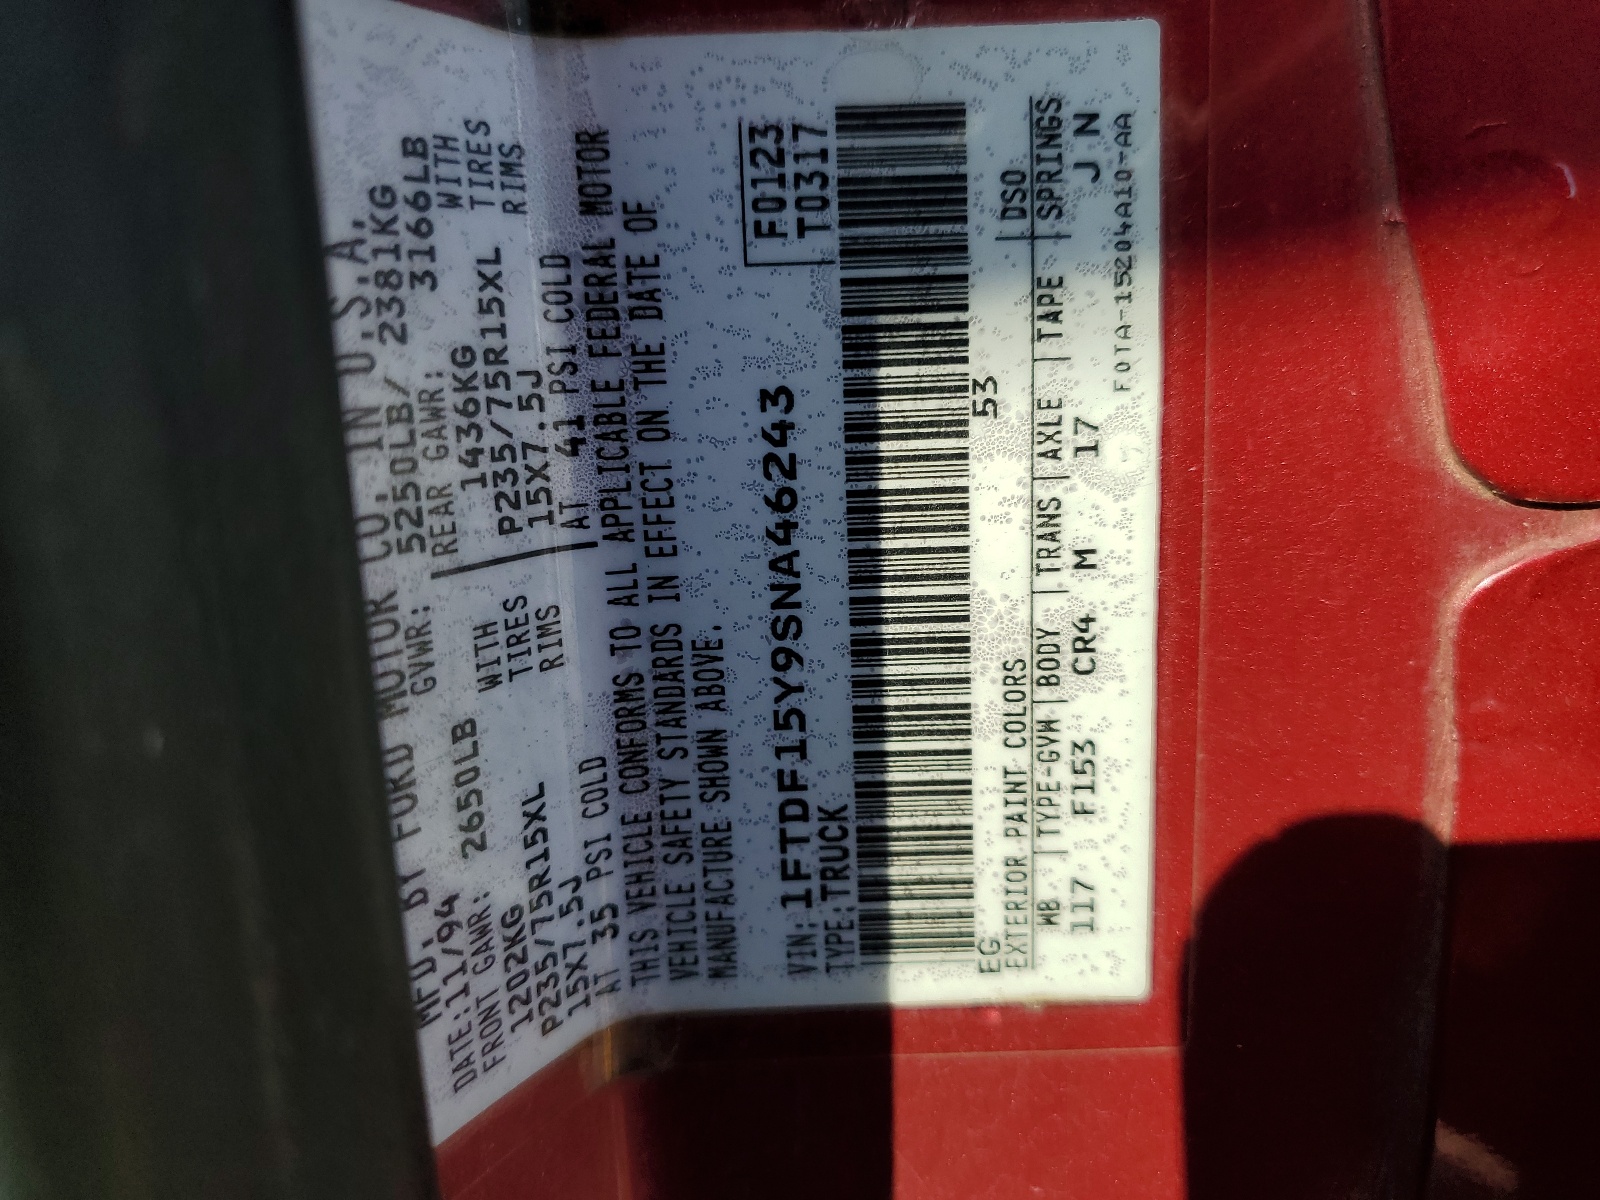 MFD. BY FORD MOTOR CO. IN U.S.A.
DATE: 11/94 GVWR: 5250LB/ 2381KG
FRONT GAWR: 2650LB REAR GAWR: 3166LB
1202KG WITH 1436KG WITH
P235/75R15XL TIRES P235/75R15XL TIRES
15X7.5J RIMS 15X7.5J RIMS
AT 35 PSI COLD AT 41 PSI COLD
THIS VEHICLE CONFORMS TO ALL APPLICABLE FEDERAL MOTOR
VEHICLE SAFETY STANDARDS IN EFFECT ON THE DATE OF
MANUFACTURE SHOWN ABOVE.
F0123
VIN: 1FTDF15Y9SNA46243 T0317
TYPE: TRUCK
EG 53
EXTERIOR PAINT COLORS DSO
WB TYPE-GVW BODY TRANS AXLE TAPE SPRINGS
117 F153 CR4 M 17 J N
F0TA-15204A10-AA